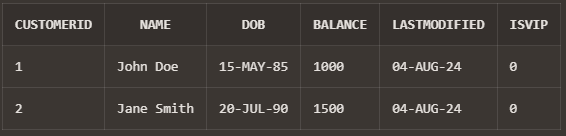 CUSTOMERID NAME DOB BALANCE LASTMODIFIED ISVIP
1 John Doe 15-MAY-85 1000 04-AUG-24 0
2 Jane Smith 20-JUL-90 1500 04-AUG-24 0